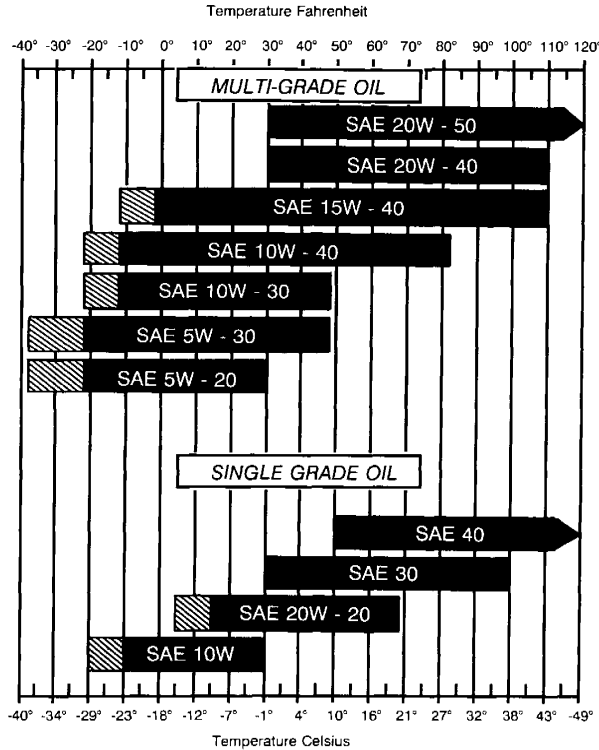 Temperature Fahrenheit
-40° -30° -20° -10° 0° 10° 20° 30° 40° 50° 60° 70° 80° 90° 100° 110° 120°
MULTI-GRADE OIL
SAE 20W - 50
SAE 20W - 40
SAE 15W - 40
SAE 10W - 40
SAE 10W - 30
SAE 5W - 30
SAE 5W - 20
SINGLE GRADE OIL
SAE 40
SAE 30
SAE 20W - 20
SAE 10W
-40° -34° -29° -23° -18° -12° -7° -1° 4° 10° 16° 21° 27° 32° 38° 43° -49°
Temperature Celsius